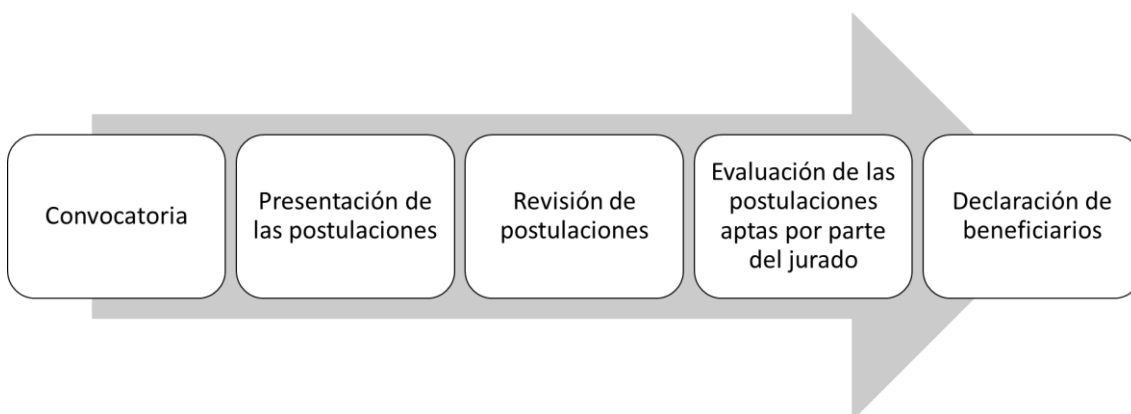 Convocatoria
Presentación de
las postulaciones
Revisión de
postulaciones
Evaluación de las
postulaciones
aptas por parte
del jurado
Declaración de
beneficiarios